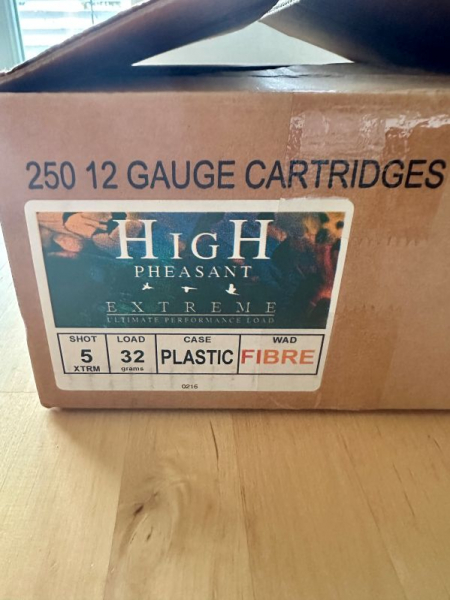 250 12 GAUGE CARTRIDGES
HIGH
PHEASANT
EXTREME
ULTIMATE PERFORMANCE LOAD
SHOT LOAD CASE WAD
5 32 PLASTIC FIBRE
XTRM grams
0216